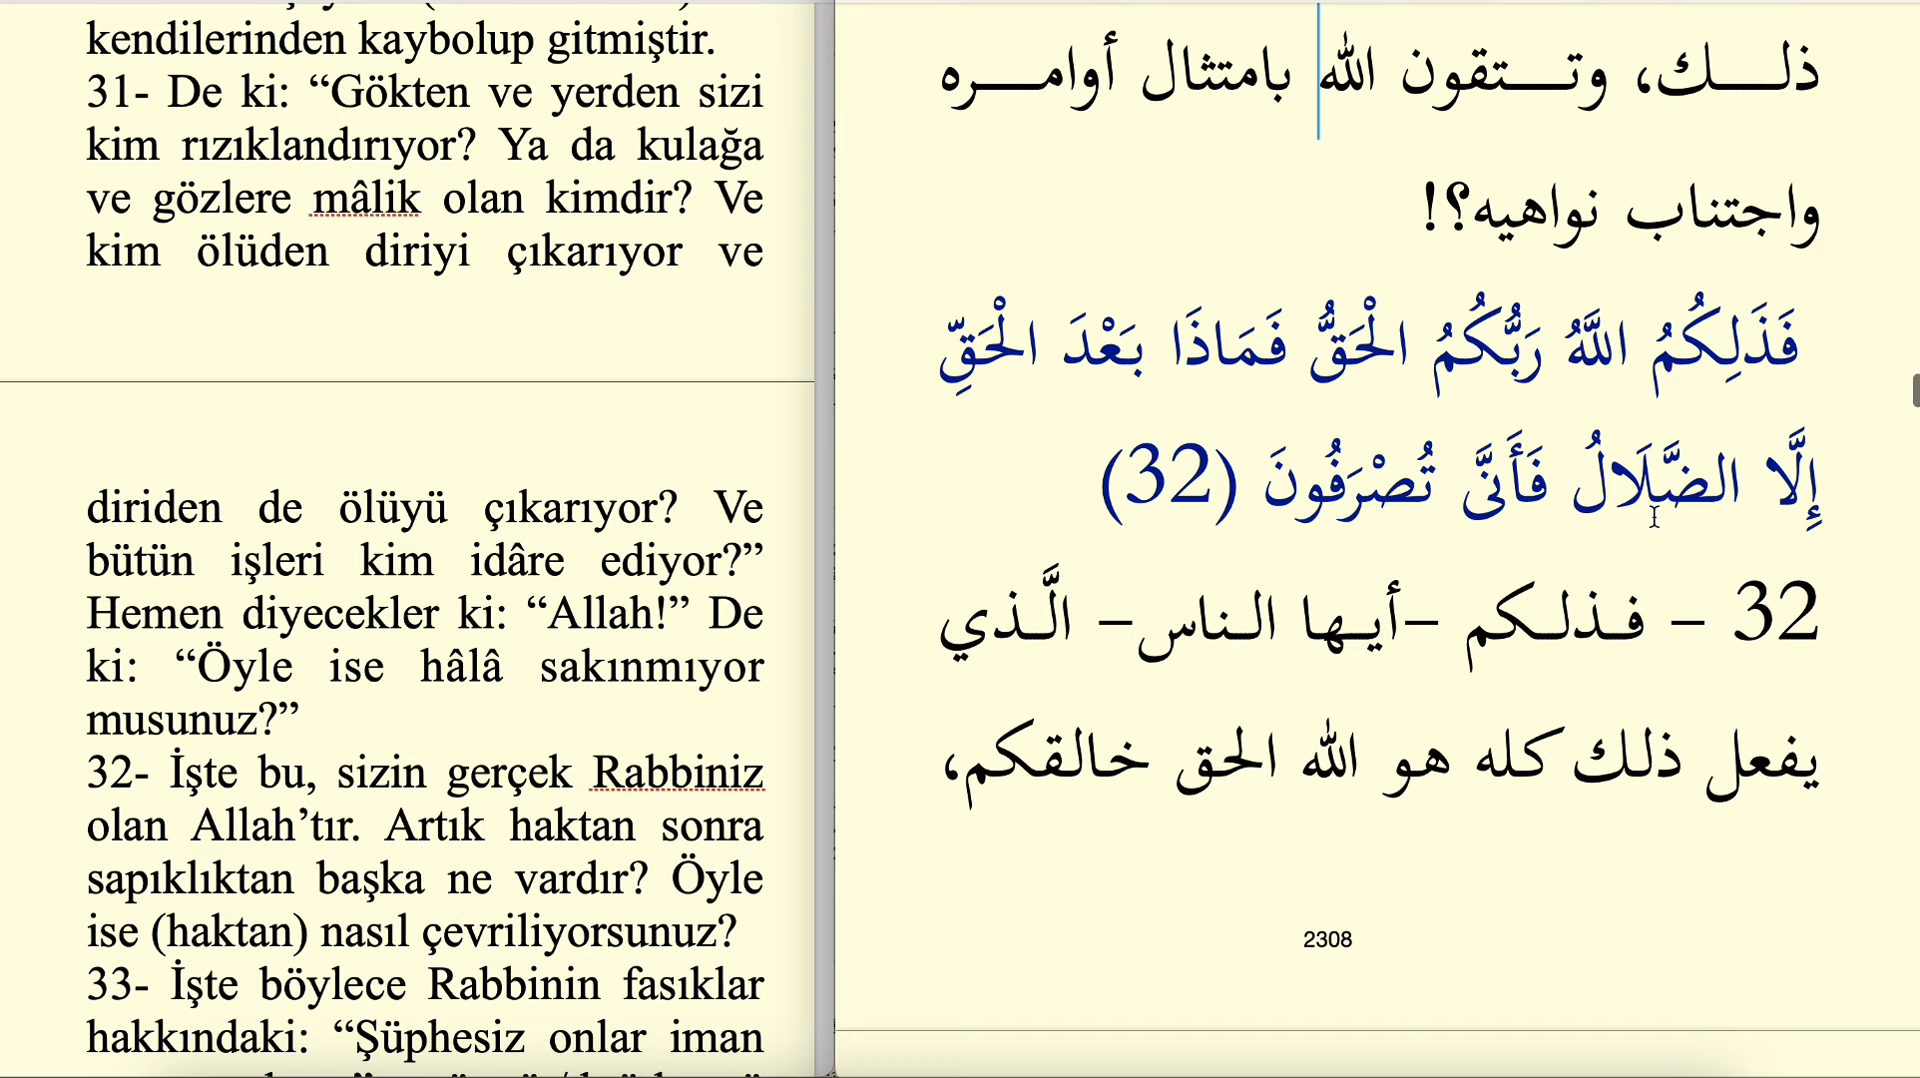 kendilerinden kaybolup gitmiştir.
31- De ki: “Gökten ve yerden sizi
kim rızıklandırıyor? Ya da kulağa
ve gözlere mâlik olan kimdir? Ve
kim ölüden diriyi çıkarıyor ve
diriden de ölüyü çıkarıyor? Ve
bütün işleri kim idâre ediyor?”
Hemen diyecekler ki: “Allah!” De
ki: “Öyle ise hâlâ sakınmıyor
musunuz?”
32- İşte bu, sizin gerçek Rabbiniz
olan Allah’tır. Artık haktan sonra
sapıklıktan başka ne vardır? Öyle
ise (haktan) nasıl çevriliyorsunuz?
33- İşte böylece Rabbinin fasıklar
hakkındaki: “Şüphesiz onlar iman
ذلـــك، وتـــتقون الله بامتثال أوامـــره
واجتناب نواهيه؟!
فَذَلِكُمُ اللَّهُ رَبُّكُمُ الْحَقُّ فَمَاذَا بَعْدَ الْحَقِّ
إِلَّا الضَّلَالُ فَأَنَّى تُصْرَفُونَ (32)
32 – فـذلـكم –أيـها الـناس– الَّـذي
يفعل ذلك كله هو الله الحق خالقكم،
2308